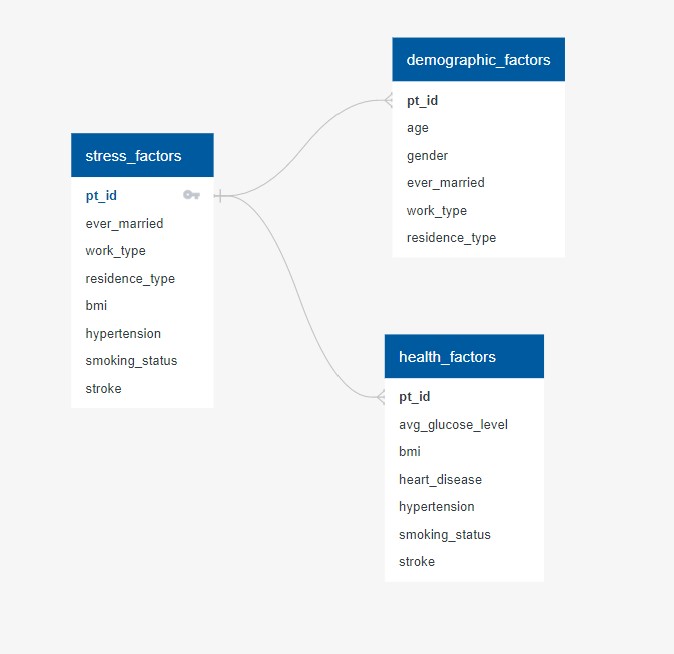 stress_factors
pt_id
ever_married
work_type
residence_type
bmi
hypertension
smoking_status
stroke
demographic_factors
pt_id
age
gender
ever_married
work_type
residence_type
health_factors
pt_id
avg_glucose_level
bmi
heart_disease
hypertension
smoking_status
stroke